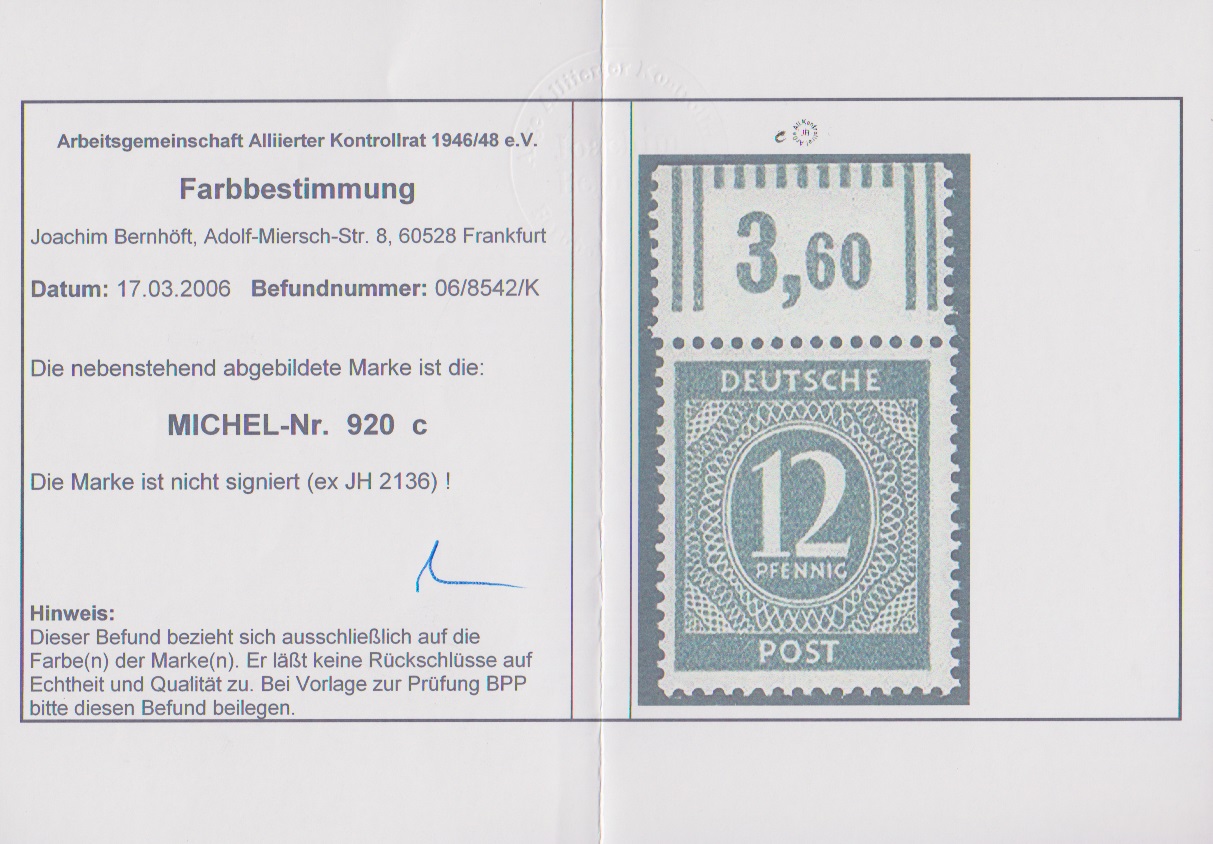 Arbeitsgemeinschaft Alliierter Kontrollrat 1946/48 e.V.
Farbbestimmung
Joachim Bernhöft, Adolf-Miersch-Str. 8, 60528 Frankfurt
Datum: 17.03.2006 Befundnummer: 06/8542/K
Die nebenstehend abgebildete Marke ist die:
MICHEL-Nr. 920 c
Die Marke ist nicht signiert (ex JH 2136) !
Hinweis:
Dieser Befund bezieht sich ausschließlich auf die
Farbe(n) der Marke(n). Er läßt keine Rückschlüsse auf
Echtheit und Qualität zu. Bei Vorlage zur Prüfung BPP
bitte diesen Befund beilegen.
c
JH
3,60
DEUTSCHE
12
PFENNIG
POST